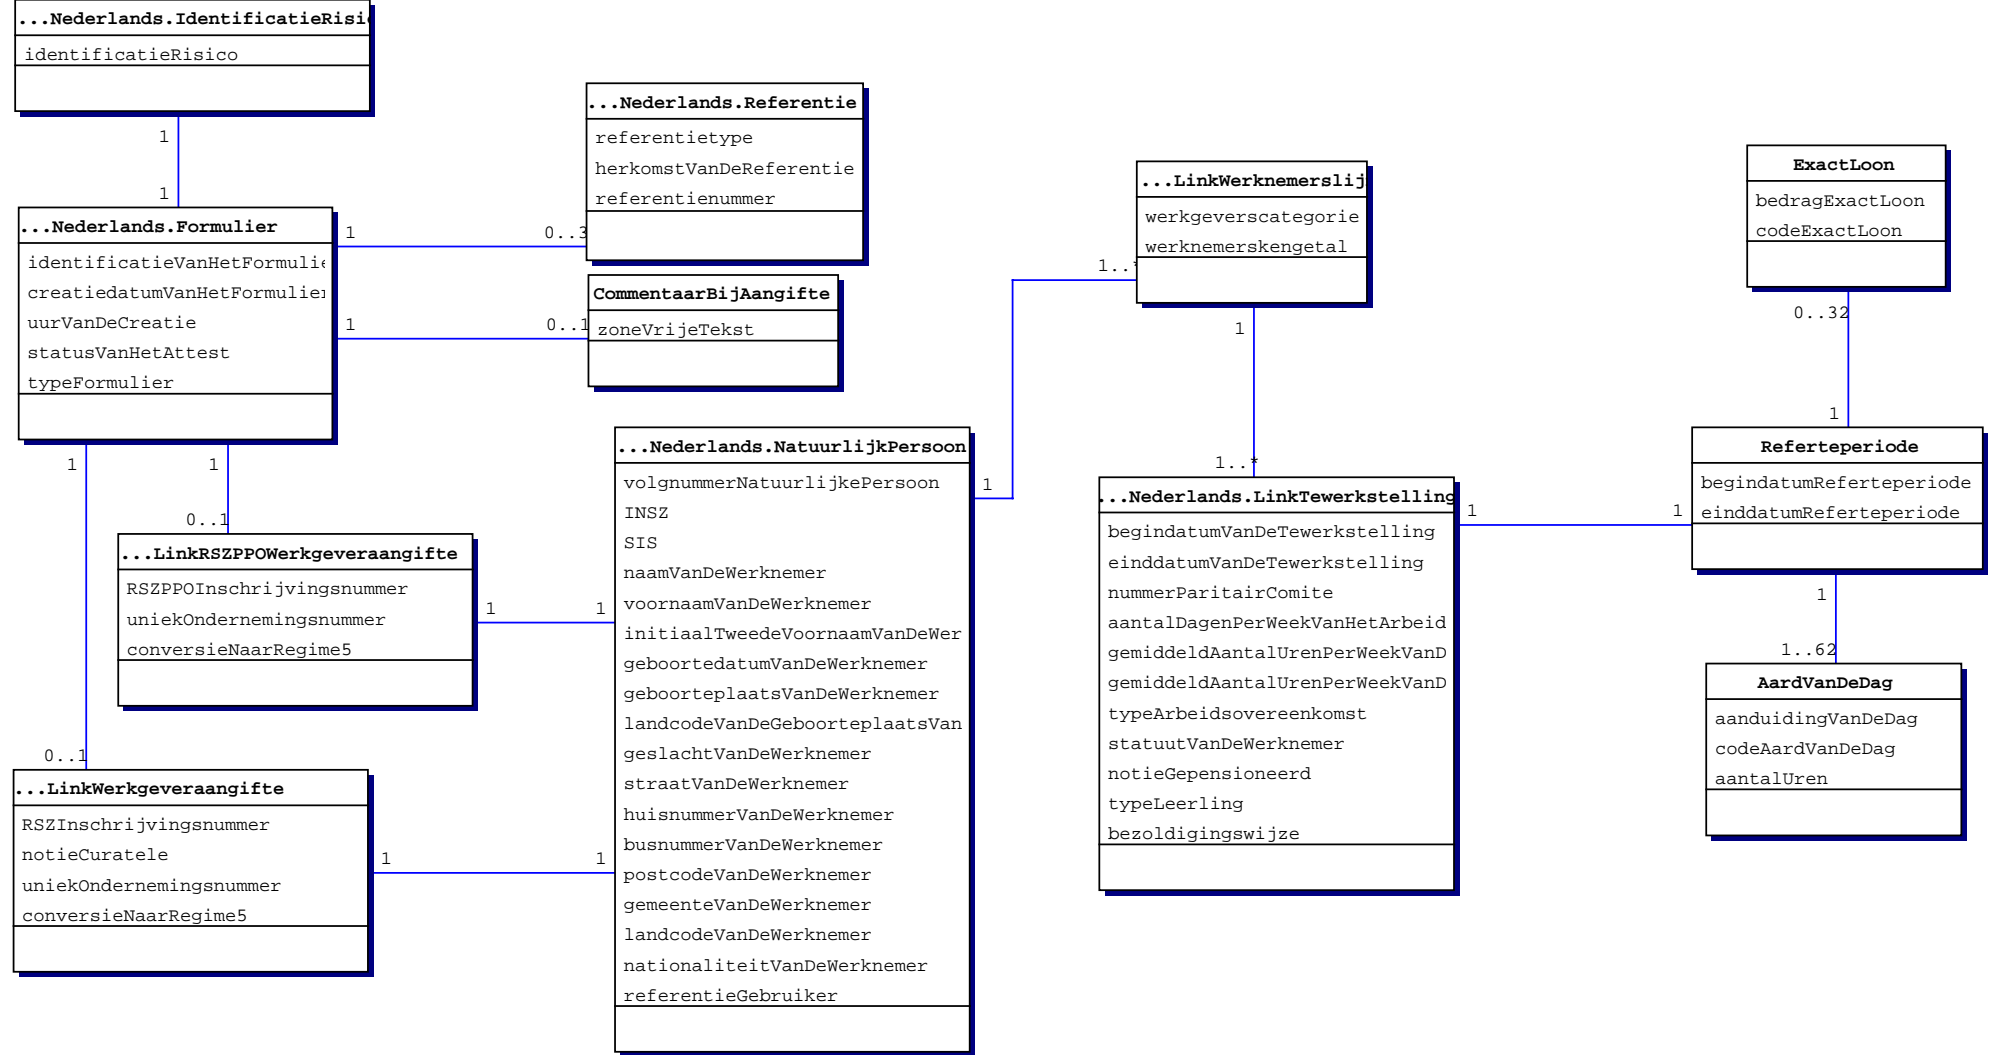 ...Nederlands.IdentificatieRisi
identificatieRisico
1
1
...Nederlands.Formulier
identificatieVanHetFormulie
creatiedatumVanHetFormulier
uurVanDeCreatie
statusVanHetAttest
typeFormulier
1
0..3
...Nederlands.Referentie
referentietype
herkomstVanDeReferentie
referentienummer
1
0..1
CommentaarBijAangifte
zoneVrijeTekst
1
0..1
1
0..1
...LinkRSZPPOWerkgeveraangifte
RSZPPOInschrijvingsnummer
uniekOndernemingsnummer
conversieNaarRegime5
1
1
...LinkWerkgeveraangifte
RSZInschrijvingsnummer
notieCuratele
uniekOndernemingsnummer
conversieNaarRegime5
1
1
...Nederlands.NatuurlijkPersoon
volgnummerNatuurlijkePersoon
INSZ
SIS
naamVanDeWerknemer
voornaamVanDeWerknemer
initiaalTweedeVoornaamVanDeWer
geboortedatumVanDeWerknemer
geboorteplaatsVanDeWerknemer
landcodeVanDeGeboorteplaatsVan
geslachtVanDeWerknemer
straatVanDeWerknemer
huisnummerVanDeWerknemer
busnummerVanDeWerknemer
postcodeVanDeWerknemer
gemeenteVanDeWerknemer
landcodeVanDeWerknemer
nationaliteitVanDeWerknemer
referentieGebruiker
1
1..*
...LinkWerknemerslij
werkgeverscategorie
werknemerskengetal
1
1..*
...Nederlands.LinkTewerkstelling
begindatumVanDeTewerkstelling
einddatumVanDeTewerkstelling
nummerParitairComite
aantalDagenPerWeekVanHetArbeid
gemiddeldAantalUrenPerWeekVanD
gemiddeldAantalUrenPerWeekVanD
typeArbeidsovereenkomst
statuutVanDeWerknemer
notieGepensioneerd
typeLeerling
bezoldigingswijze
1
1
ExactLoon
bedragExactLoon
codeExactLoon
0..32
1
Referteperiode
begindatumReferteperiode
einddatumReferteperiode
1
1..62
AardVanDeDag
aanduidingVanDeDag
codeAardVanDeDag
aantalUren